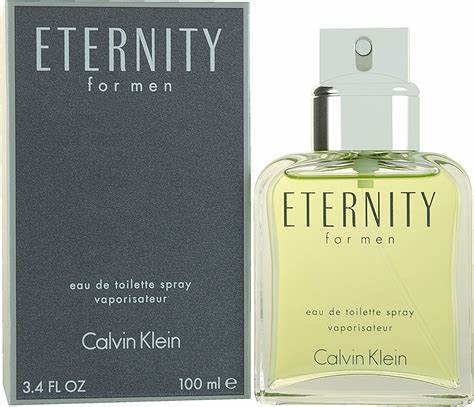 ETERNITY
for men
eau de toilette spray
vaporisateur
Calvin Klein
3.4 FL OZ 100 ml e
ETERNITY
for men
eau de toilette spray
vaporisateur
Calvin Klein